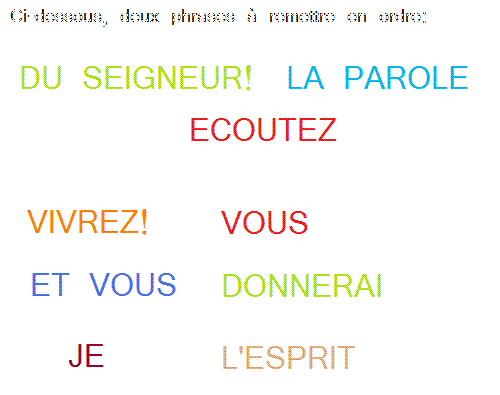 Ci-dessous, deux phrases à remettre en ordre:
DU SEIGNEUR! LA PAROLE
ECOUTEZ
VIVREZ! VOUS
ET VOUS DONNERAI
JE L'ESPRIT